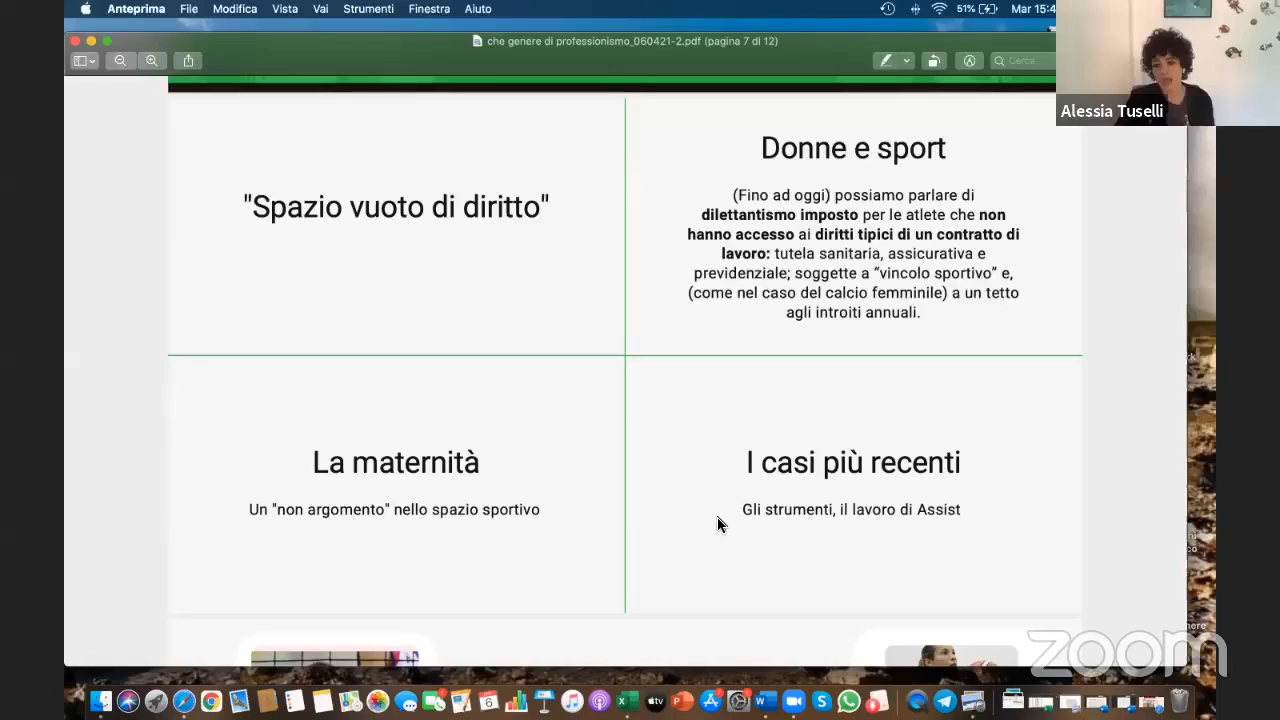 Anteprima File Modifica Vista Vai Strumenti Finestra Aiuto 51% Mar 15:4
che genere di professionismo_060421-2.pdf (pagina 7 di 12)
Cerca
Alessia Tuselli
"Spazio vuoto di diritto"
Donne e sport
(Fino ad oggi) possiamo parlare di
dilettantismo imposto per le atlete che non
hanno accesso ai diritti tipici di un contratto di
lavoro: tutela sanitaria, assicurativa e
previdenziale; soggette a “vincolo sportivo” e,
(come nel caso del calcio femminile) a un tetto
agli introiti annuali.
La maternità
Un "non argomento" nello spazio sportivo
I casi più recenti
Gli strumenti, il lavoro di Assist
zoom
tv